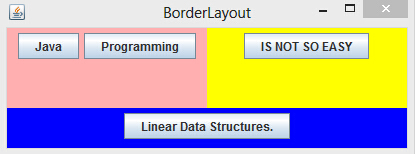 BorderLayout
Java Programming IS NOT SO EASY
Linear Data Structures.